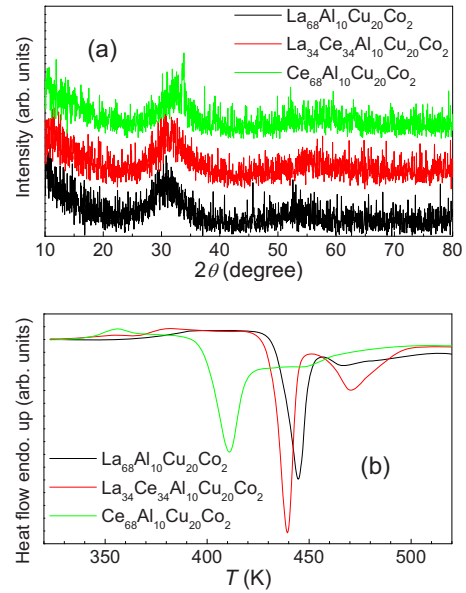 (a)
La₆₈Al₁₀Cu₂₀Co₂
La₃₄Ce₃₄Al₁₀Cu₂₀Co₂
Ce₆₈Al₁₀Cu₂₀Co₂
Intensity (arb. units)
10 20 30 40 50 60 70 80
2θ (degree)
Heat flow endo. up (arb. units)
La₆₈Al₁₀Cu₂₀Co₂
(b)
La₃₄Ce₃₄Al₁₀Cu₂₀Co₂
Ce₆₈Al₁₀Cu₂₀Co₂
350 400 450 500
T (K)